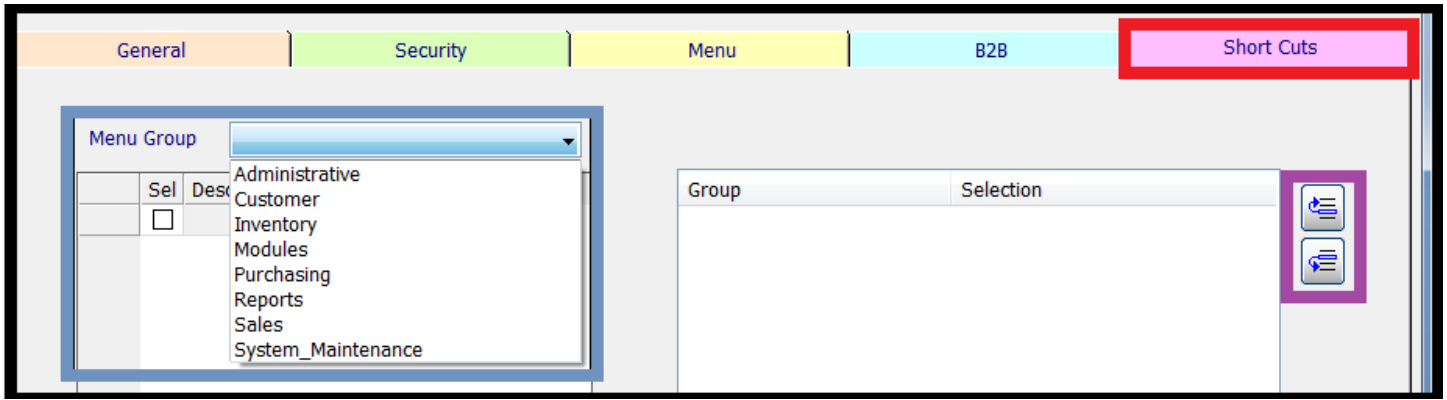 General Security Menu B2B Short Cuts
Menu Group
Administrative
Sel Desc Customer
Inventory
Modules
Purchasing
Reports
Sales
System_Maintenance
Group Selection